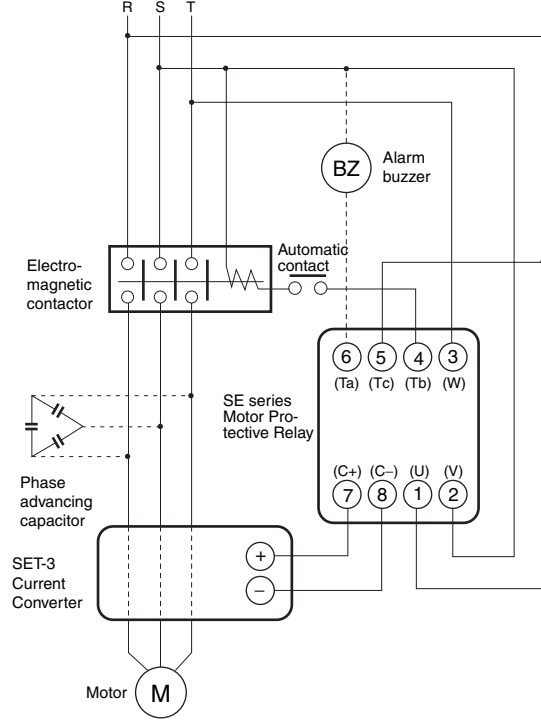 R S T
BZ
Alarm
buzzer
Automatic
contact
Electro-
magnetic
contactor
6 5 4 3
(Ta) (Tc) (Tb) (W)
SE series
Motor Pro-
tective Relay
(C+) (C−) (U) (V)
7 8 1 2
Phase
advancing
capacitor
SET-3
Current
Converter
+
−
Motor
M